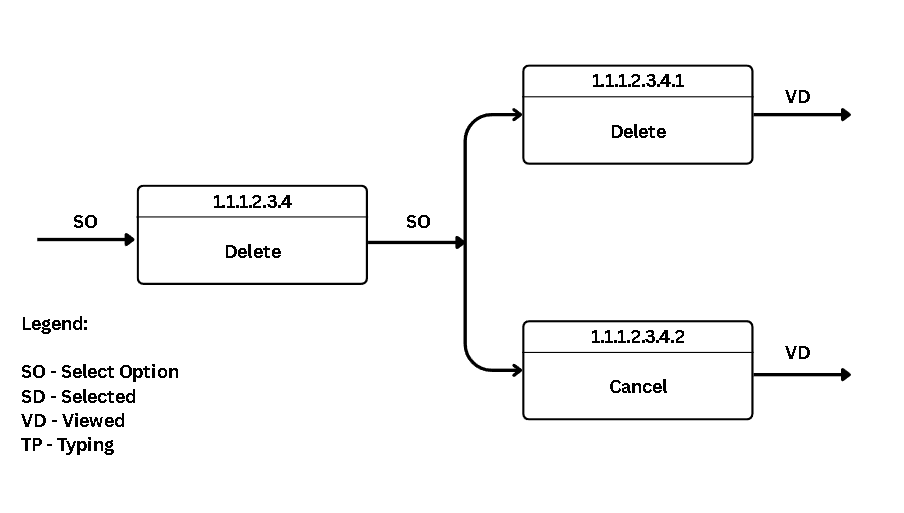 1.1.1.2.3.4.1
VD
Delete
1.1.1.2.3.4
SO
SO
Delete
Legend:
1.1.1.2.3.4.2
VD
SO - Select Option
Cancel
SD - Selected
VD - Viewed
TP - Typing